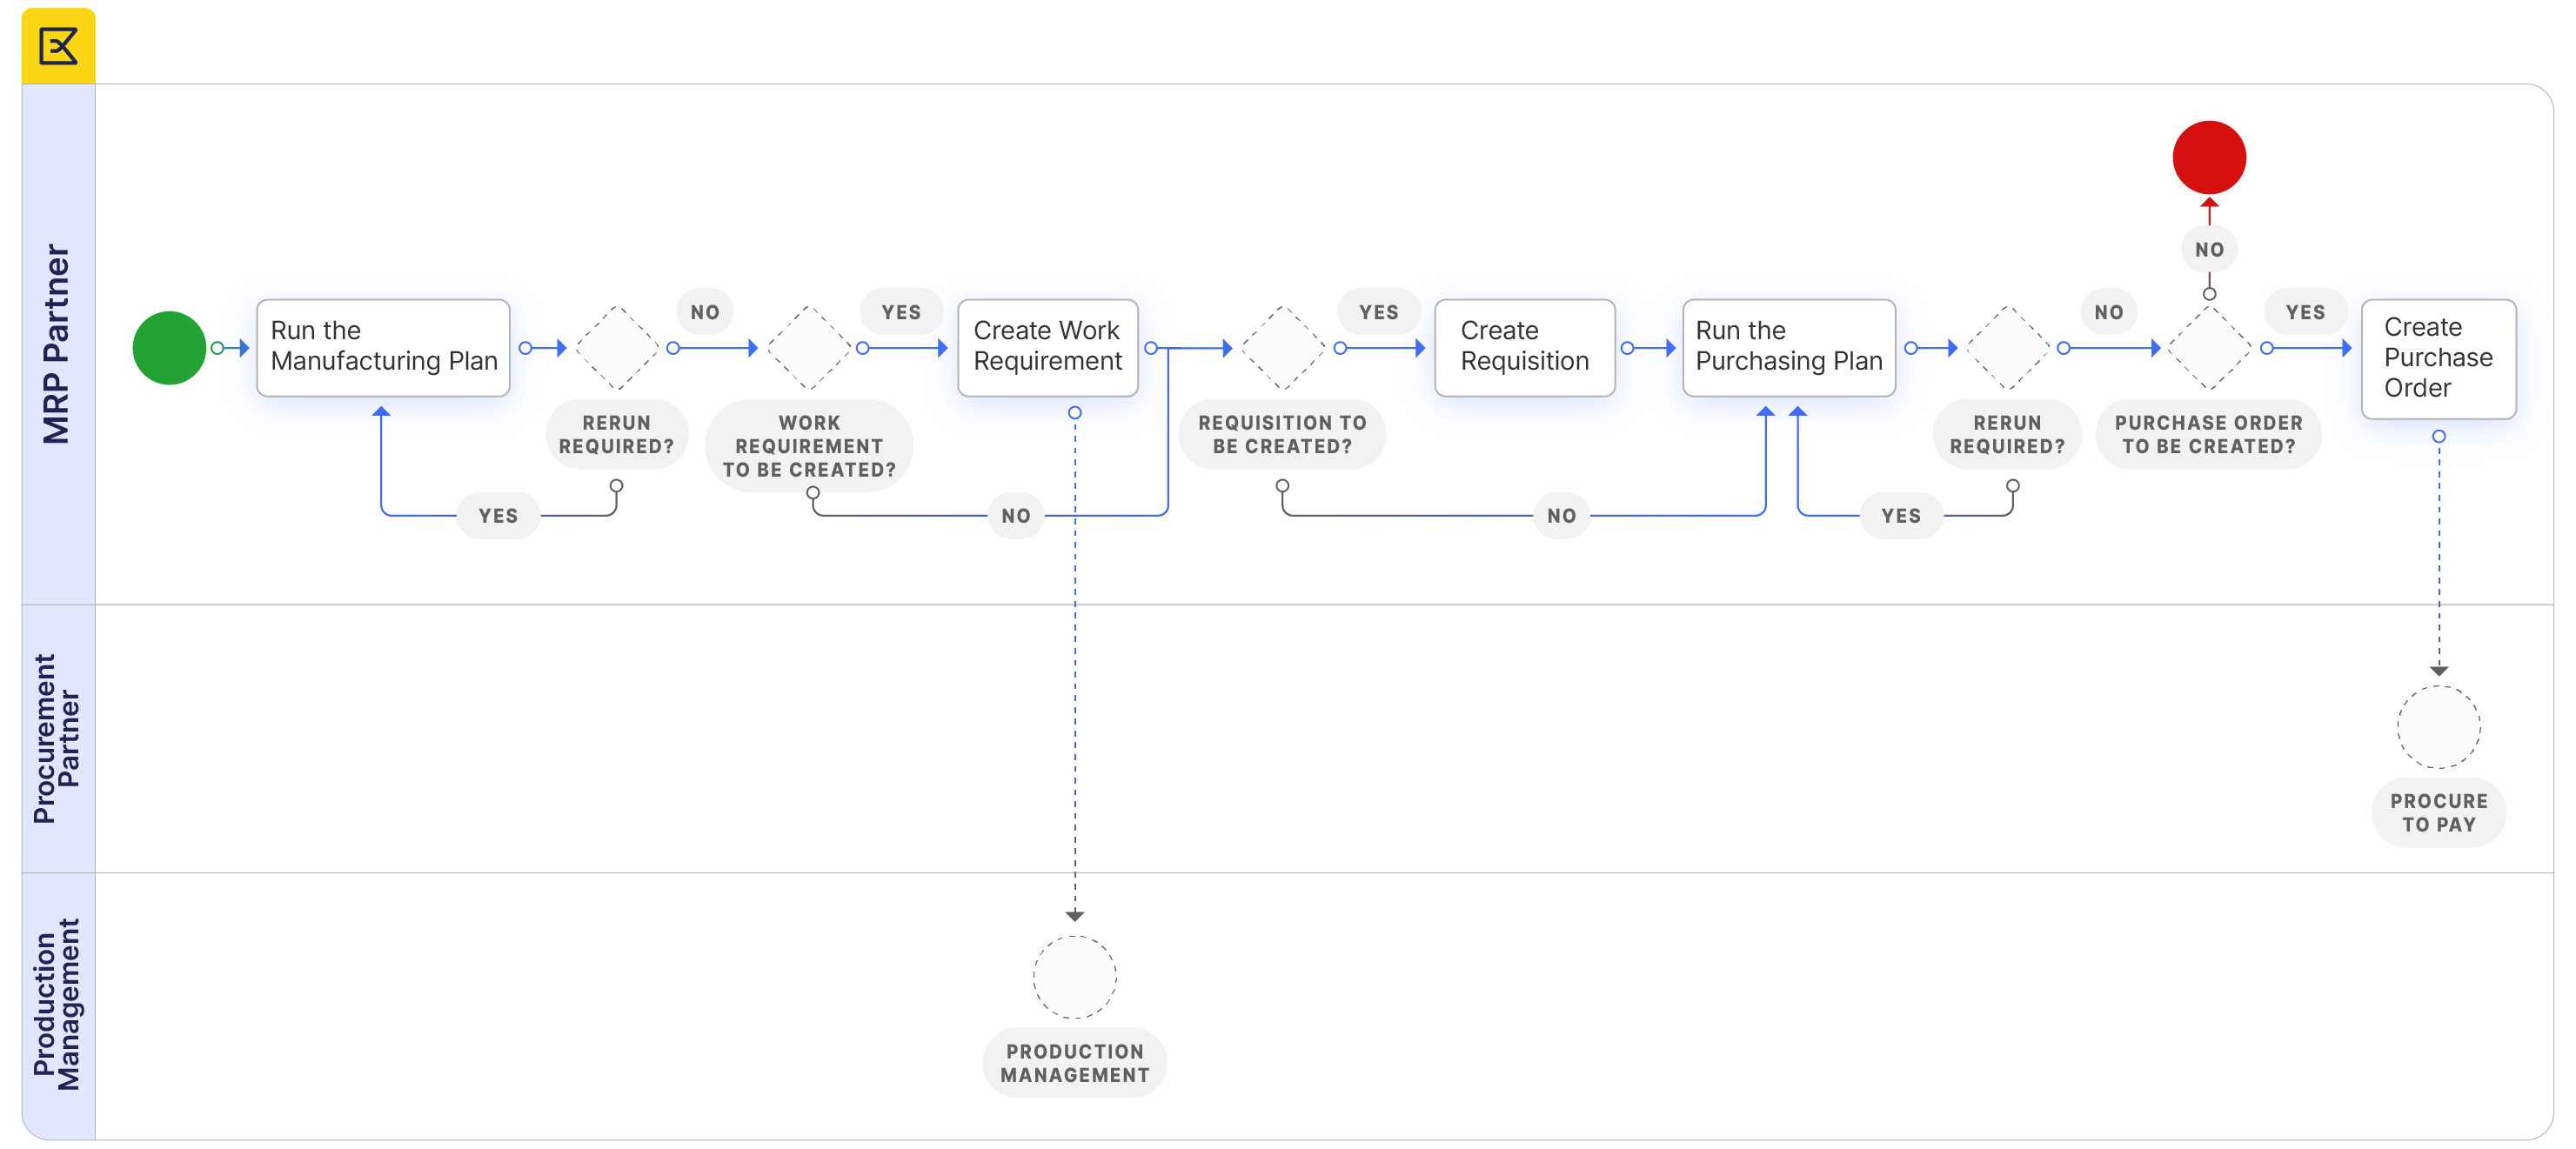 MRP Partner
Run the
Manufacturing Plan
RERUN
REQUIRED?
YES
NO
WORK
REQUIREMENT
TO BE CREATED?
NO
YES
Create Work
Requirement
REQUISITION TO
BE CREATED?
NO
YES
Create
Requisition
Run the
Purchasing Plan
RERUN
REQUIRED?
YES
NO
PURCHASE ORDER
TO BE CREATED?
NO
YES
Create
Purchase
Order
Procurement
Partner
PROCURE
TO PAY
Production
Management
PRODUCTION
MANAGEMENT